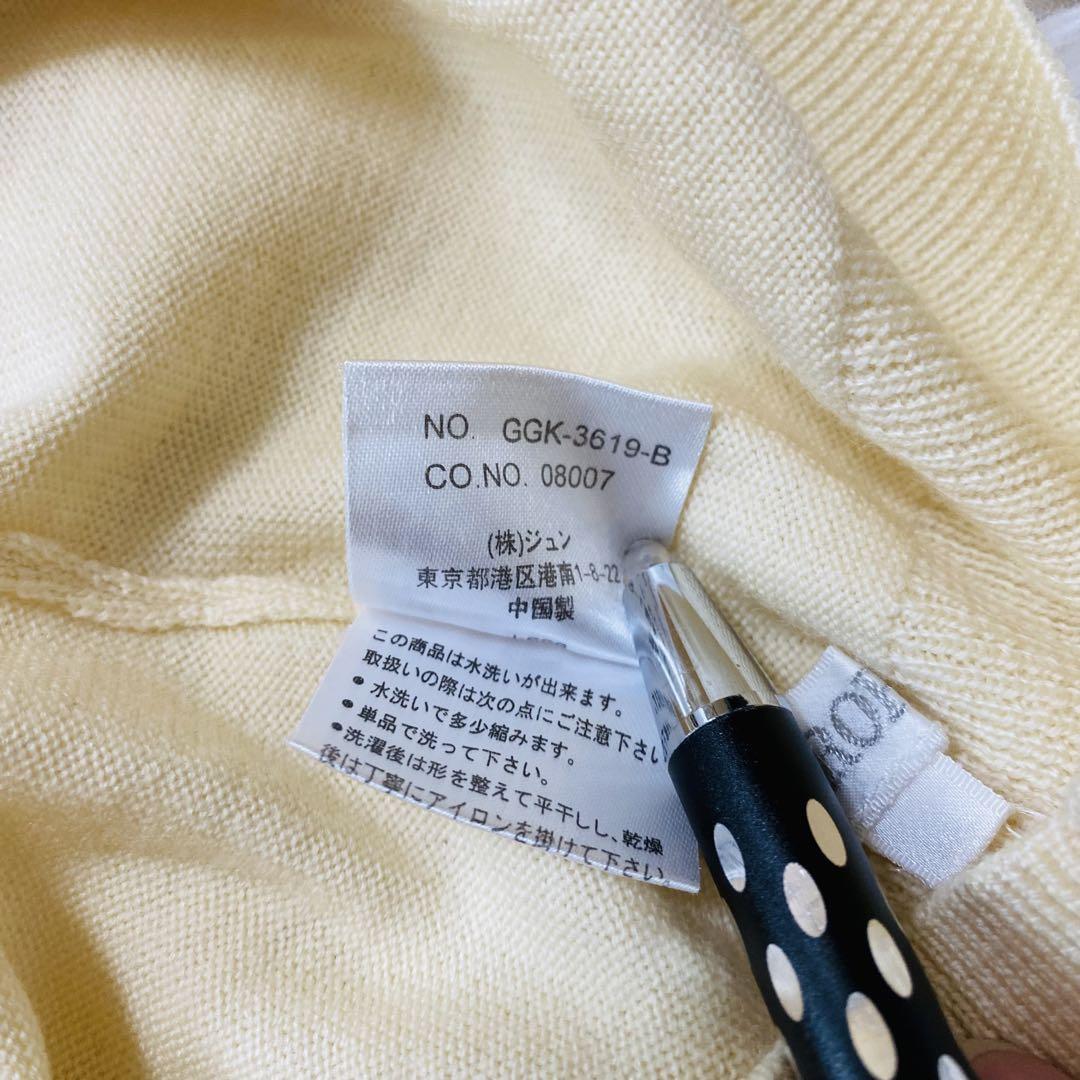 NO. GGK-3619-B
CO.NO. 08007
(株)ジュン
東京都港区港南1-8-22
中国製
この商品は水洗いが出来ます。
取扱いの際は次の点にご注意下さい
• 水洗いで多少縮みます。
• 単品で洗って下さい。
•洗濯後は形を整えて平干しし、乾燥
後は丁寧にアイロンを掛けて下さい。